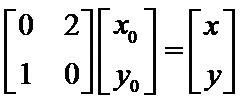 [0 2; 1 0] [x₀; y₀] = [x; y]